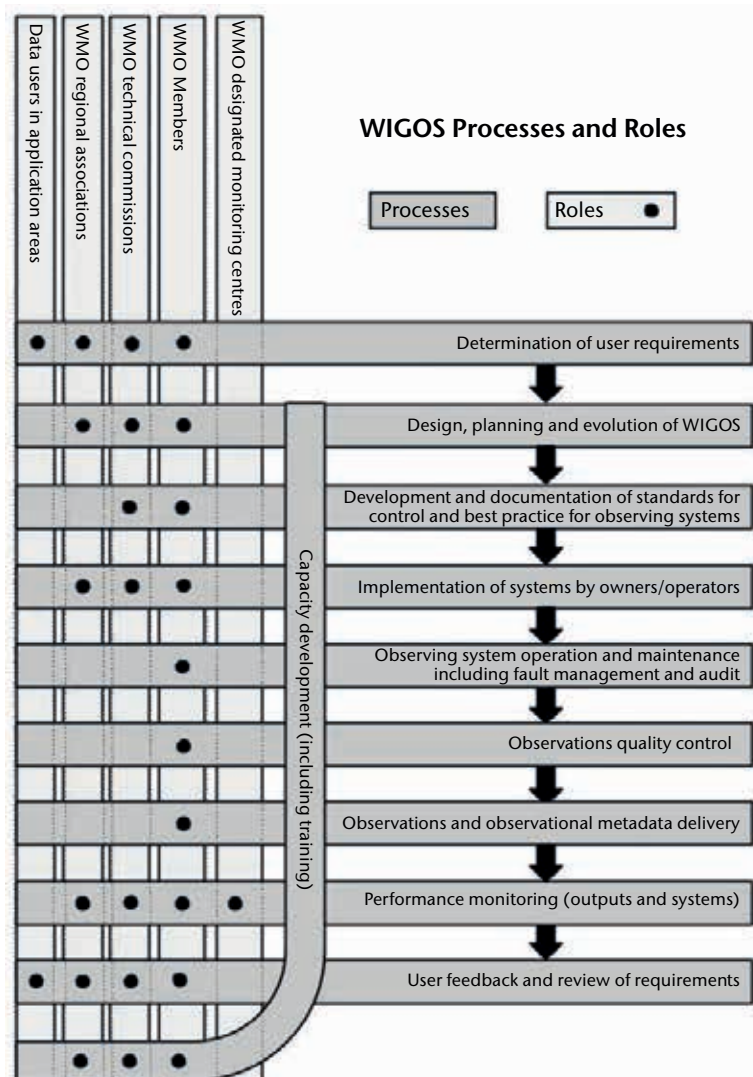 Data users in
application areas
WMO regional
associations
WMO technical
commissions
WMO Members
WMO designated
monitoring centres
WIGOS Processes and Roles
Processes
Roles
Determination of user requirements
Design, planning and evolution of WIGOS
Development and documentation of standards for
control and best practice for observing systems
Implementation of systems by owners/operators
Observing system operation and maintenance
including fault management and audit
Observations quality control
Observations and observational metadata delivery
Performance monitoring (outputs and systems)
User feedback and review of requirements
Capacity development (including training)